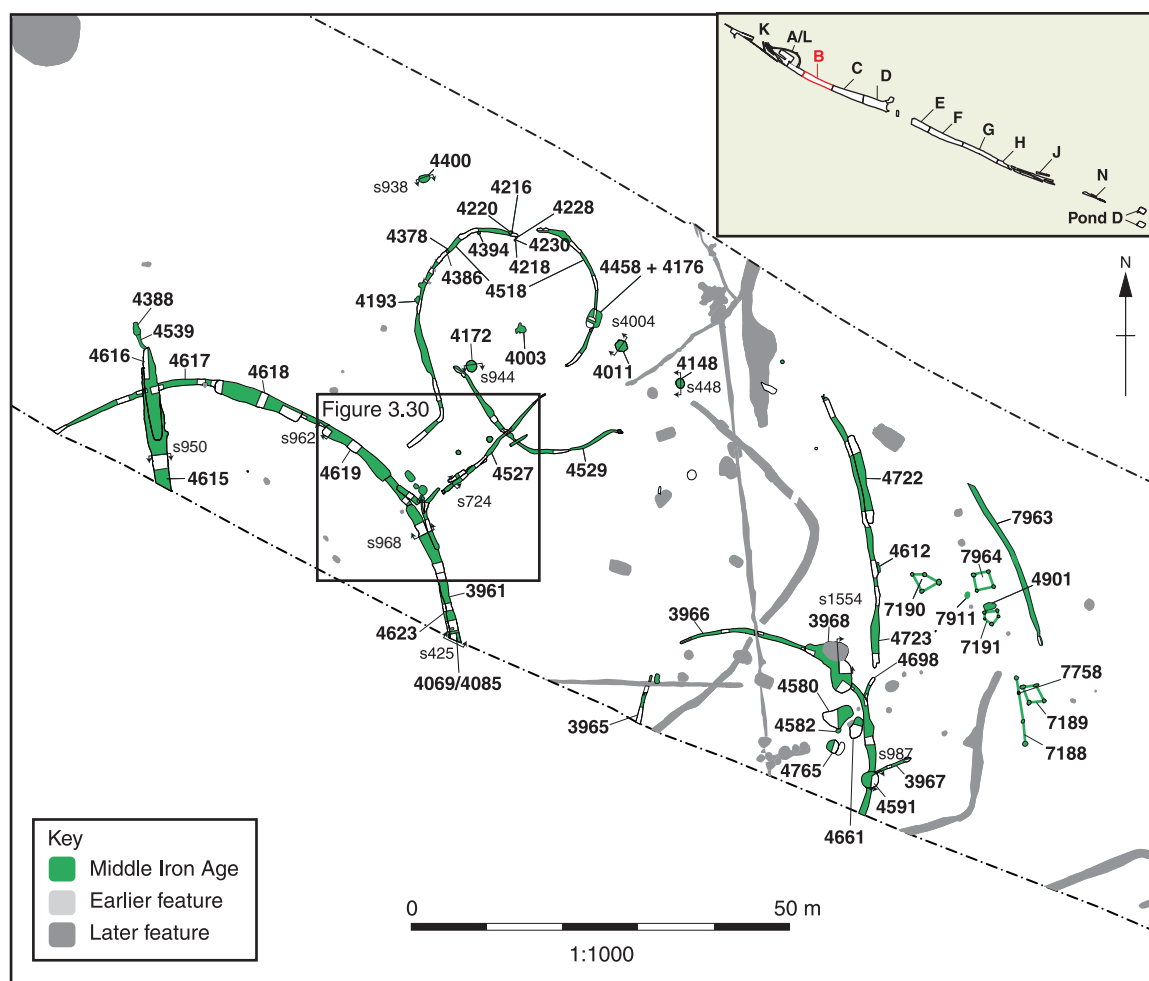 K
A/L
B
C
D
E
F
G
H
J
N
Pond D
N
4400
s938
4216
4220
4228
4378
4394
4230
4386
4218
4518
4458 + 4176
4193
4388
4539
4172
s4004
4003
4616
4617
4148
s944
4011
s448
4618
Figure 3.30
s962
4722
4619
4527
4529
s950
7963
4615
s724
4612
7964
s968
4901
3961
s1554
7190
3966
3968
7911
7191
4623
4723
s425
4698
7758
4069/4085
4580
7189
3965
4582
7188
s987
4765
3967
4591
4661
Key
Middle Iron Age
Earlier feature
Later feature
0
50 m
1:1000